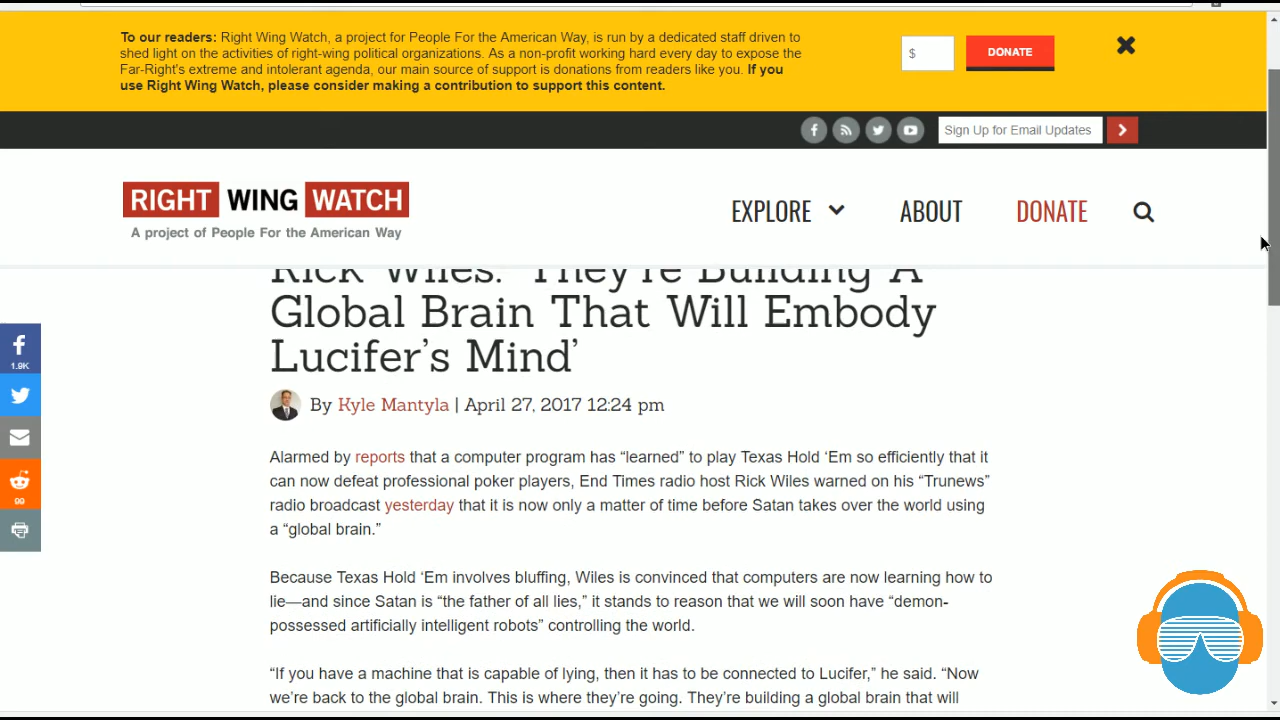 To our readers: Right Wing Watch, a project for People For the American Way, is run by a dedicated staff driven to
shed light on the activities of right-wing political organizations. As a non-profit working hard every day to expose the
Far-Right's extreme and intolerant agenda, our main source of support is donations from readers like you. If you
use Right Wing Watch, please consider making a contribution to support this content.
$
DONATE
Sign Up for Email Updates
RIGHT WING WATCH
A project of People For the American Way
EXPLORE
ABOUT
DONATE
Rick Wiles: 'They're Building A
Global Brain That Will Embody
Lucifer's Mind'
By Kyle Mantyla | April 27, 2017 12:24 pm
1.9K
99
Alarmed by reports that a computer program has “learned” to play Texas Hold ‘Em so efficiently that it
can now defeat professional poker players, End Times radio host Rick Wiles warned on his “Trunews”
radio broadcast yesterday that it is now only a matter of time before Satan takes over the world using
a “global brain.”
Because Texas Hold ‘Em involves bluffing, Wiles is convinced that computers are now learning how to
lie—and since Satan is “the father of all lies,” it stands to reason that we will soon have “demon-
possessed artificially intelligent robots” controlling the world.
“If you have a machine that is capable of lying, then it has to be connected to Lucifer,” he said. “Now
we’re back to the global brain. This is where they’re going. They’re building a global brain that will